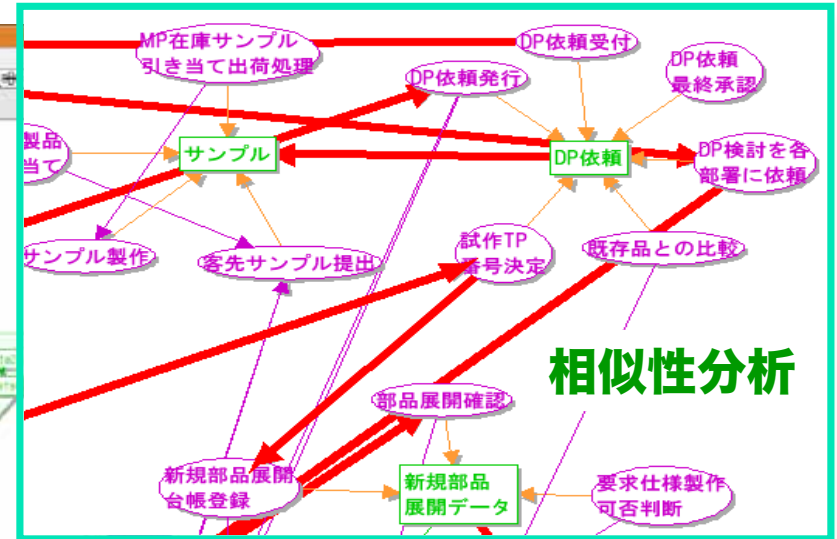 MP在庫サンプル
引き当て出荷処理
DP依頼受付
DP依頼
最終承認
DP依頼発行
製品
当て
サンプル
DP依頼
DP検討を各
部署に依頼
サンプル製作
客先サンプル提出
試作TP
番号決定
既存品との比較
相似性分析
部品展開確認
新規部品展開
台帳登録
新規部品
展開データ
要求仕様製作
可否判断